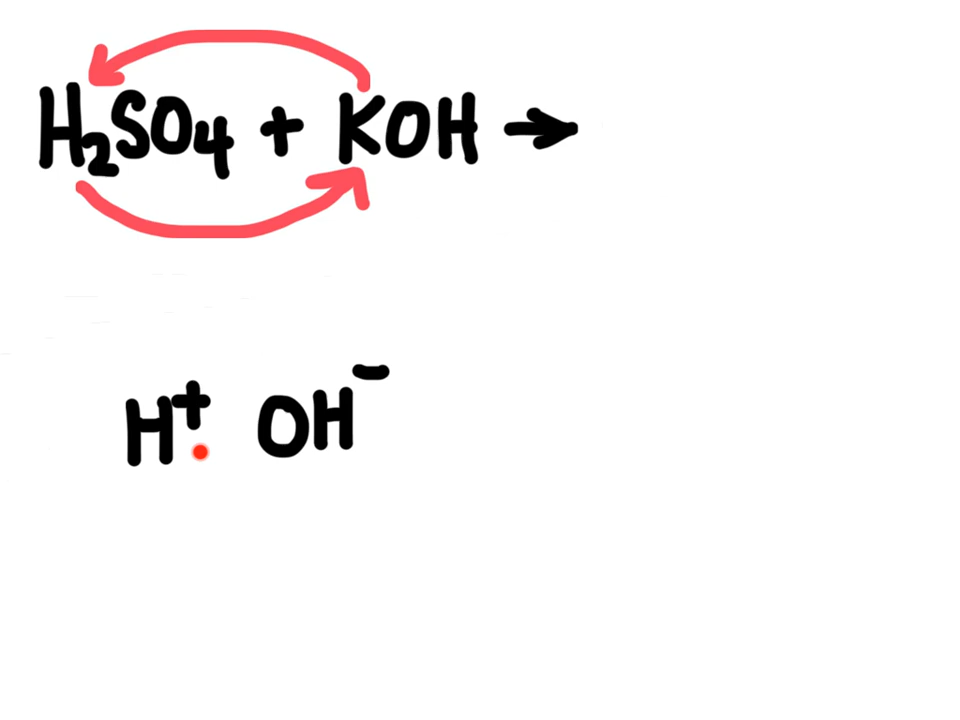 H₂SO4 + KOH →
H⁺ OH⁻